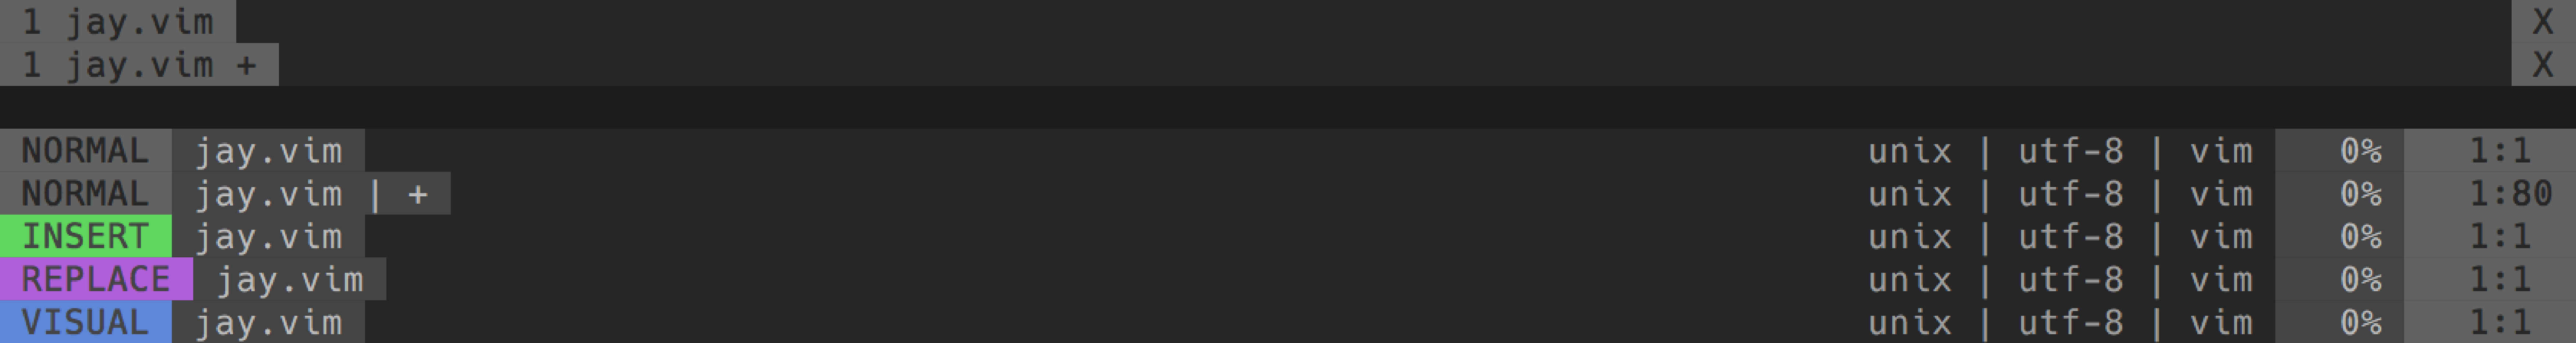 1 jay.vim X
1 jay.vim + X
NORMAL jay.vim unix | utf-8 | vim 0% 1:1
NORMAL jay.vim | + unix | utf-8 | vim 0% 1:80
INSERT jay.vim unix | utf-8 | vim 0% 1:1
REPLACE jay.vim unix | utf-8 | vim 0% 1:1
VISUAL jay.vim unix | utf-8 | vim 0% 1:1